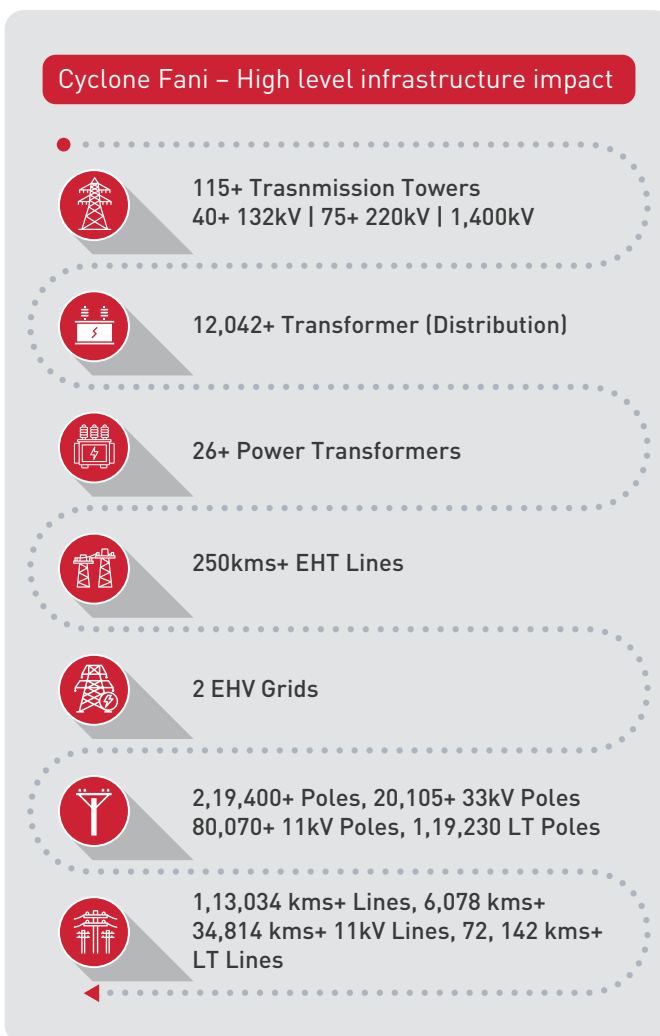 Cyclone Fani – High level infrastructure impact
115+ Trasnmission Towers
40+ 132kV | 75+ 220kV | 1,400kV
12,042+ Transformer (Distribution)
26+ Power Transformers
250kms+ EHT Lines
2 EHV Grids
2,19,400+ Poles, 20,105+ 33kV Poles
80,070+ 11kV Poles, 1,19,230 LT Poles
1,13,034 kms+ Lines, 6,078 kms+
34,814 kms+ 11kV Lines, 72, 142 kms+
LT Lines